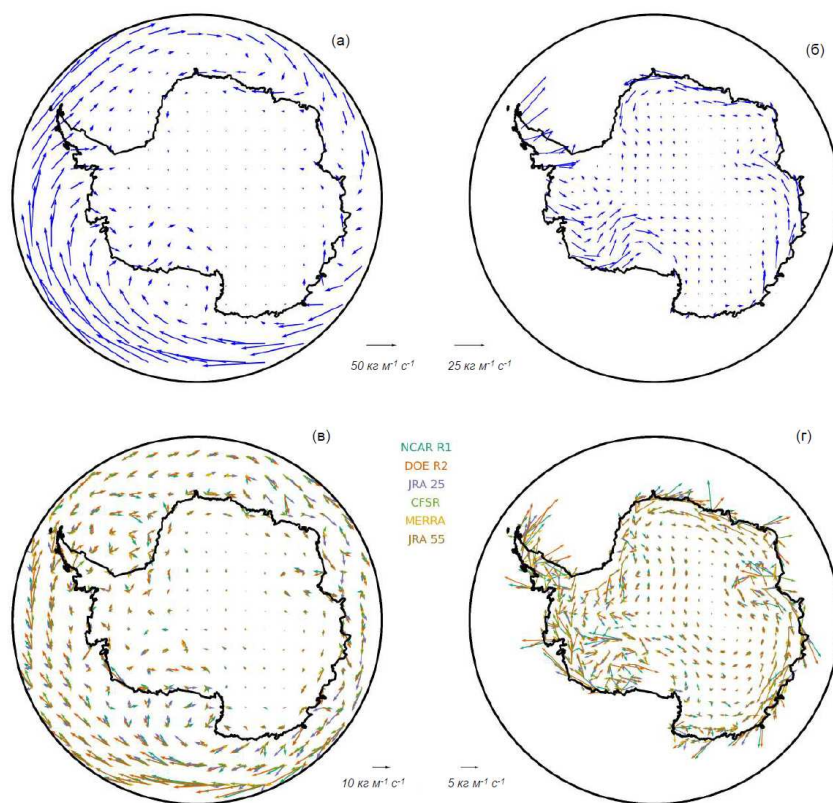 (а)
(б)
50 кг м⁻¹ с⁻¹
25 кг м⁻¹ с⁻¹
(в)
(г)
NCAR R1
DOE R2
JRA 25
CFSR
MERRA
JRA 55
10 кг м⁻¹ с⁻¹
5 кг м⁻¹ с⁻¹